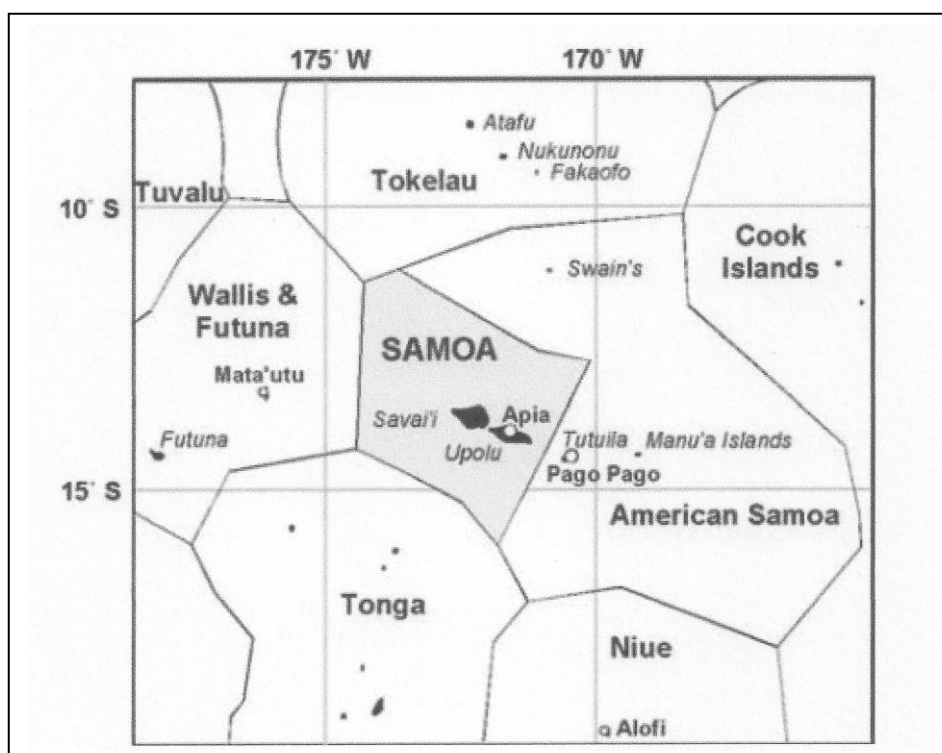 175° W 170° W
Atafu
Nukunonu
Fakaofo
Tokelau
Tuvalu
10° S
Cook
Islands
Swain's
Wallis &
Futuna
SAMOA
Mata'utu
Savai'i
Apia
Futuna
Upolu
Tutuila
Manu'a Islands
Pago Pago
15° S
American Samoa
Tonga
Niue
Alofi